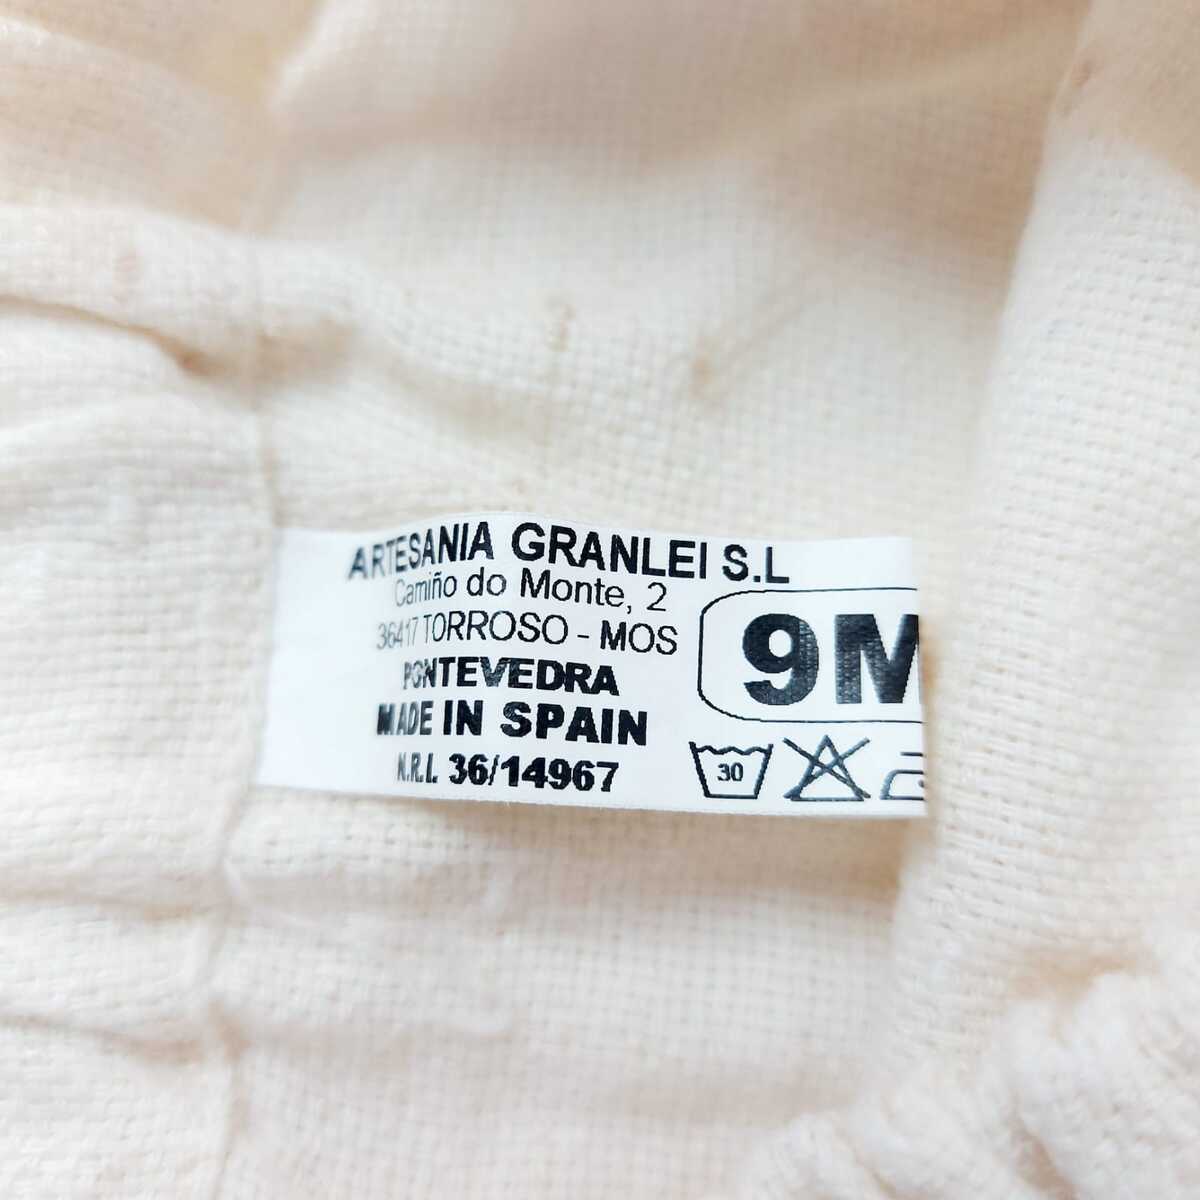 ARTESANIA GRANLEI S.L
Camiño do Monte, 2
36417 TORROSO - MOS
PONTEVEDRA
MADE IN SPAIN
N.R.I. 36/14967
9M
30